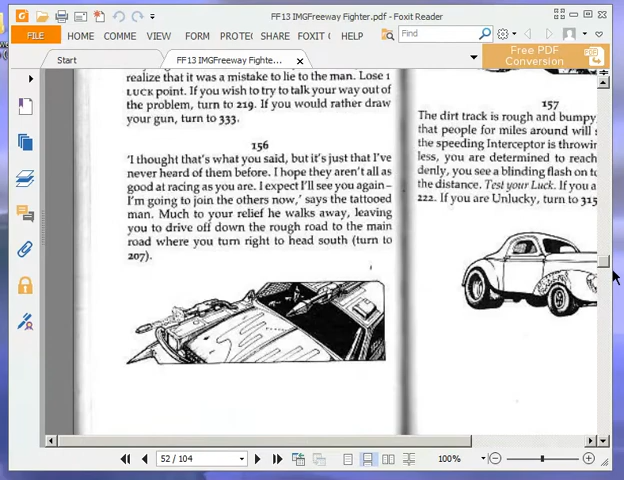 FF13 IMGFreeway Fighter.pdf - Foxit Reader
FILE HOME COMME VIEW FORM PROTE SHARE FOXIT HELP Find
Start FF13 IMGFreeway Fighte...
Free PDF
Conversion
realize that it was a mistake to lie to the man. Lose 1
LUCK point. If you wish to try to talk your way out of
the problem, turn to 219. If you would rather draw
your gun, turn to 333.
156
'I thought that's what you said, but it's just that I've
never heard of them before. I hope they aren't all as
good at racing as you are. I expect I'll see you again –
I'm going to join the others now,' says the tattooed
man. Much to your relief he walks away, leaving
you to drive off down the rough road to the main
road where you turn right to head south (turn to
207).
157
The dirt track is rough and bumpy
that people for miles around will s
the speeding Interceptor is throwin
less, you are determined to reach
denly, you see a blinding flash on to
the distance. Test your Luck. If you a
222. If you are Unlucky, turn to 315
52 / 104
100%